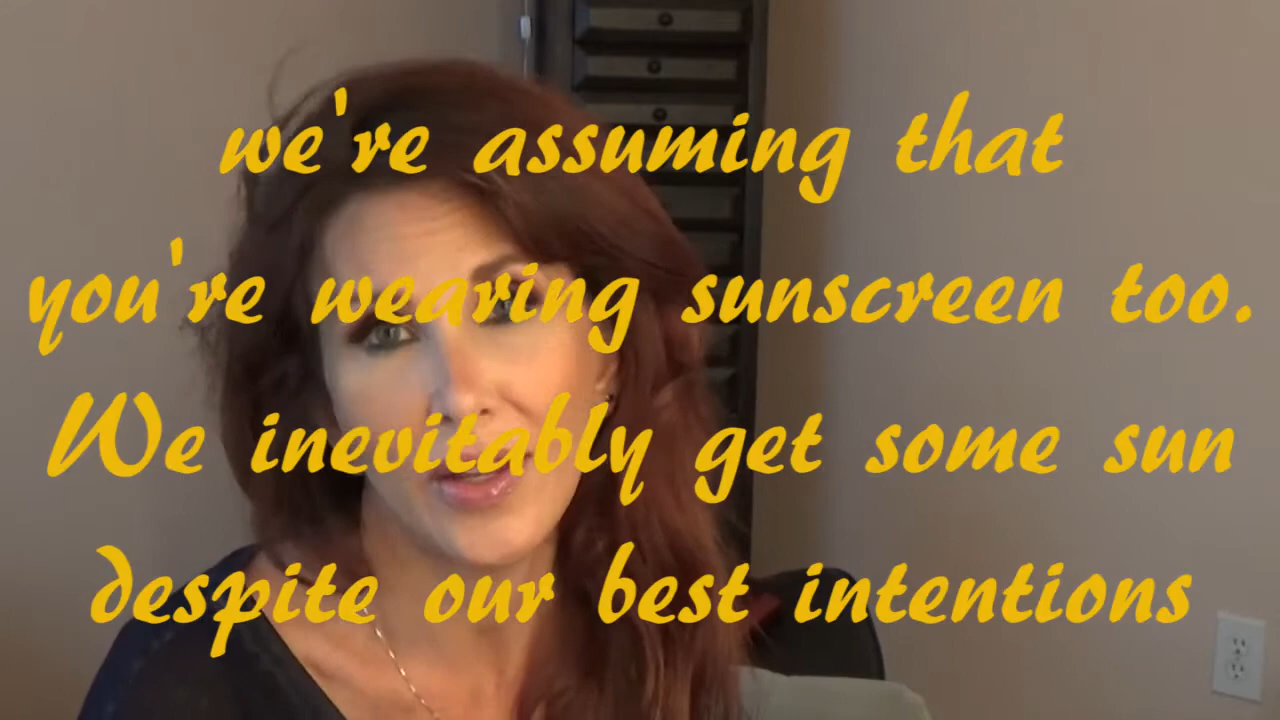 we're assuming that
you're wearing sunscreen too.
We inevitably get some sun
despite our best intentions